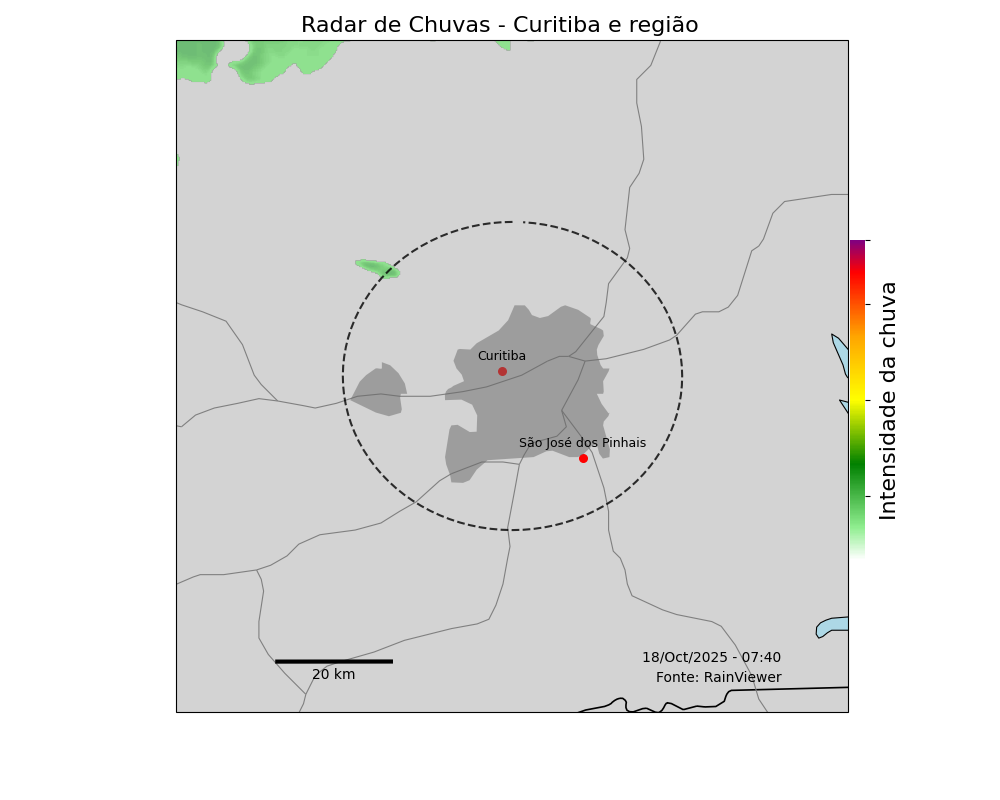 Radar de Chuvas - Curitiba e região
Curitiba
São José dos Pinhais
Intensidade da chuva
18/Oct/2025 - 07:40
20 km
Fonte: RainViewer